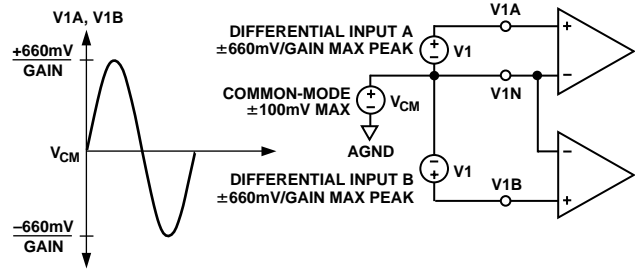 V1A, V1B
+660mV
GAIN
V_CM
−660mV
GAIN
DIFFERENTIAL INPUT A
±660mV/GAIN MAX PEAK
+
−
V1
V1A
+
COMMON-MODE
±100mV MAX
+
−
V_CM
V1N
−
AGND
−
DIFFERENTIAL INPUT B
±660mV/GAIN MAX PEAK
−
+
V1
V1B
+